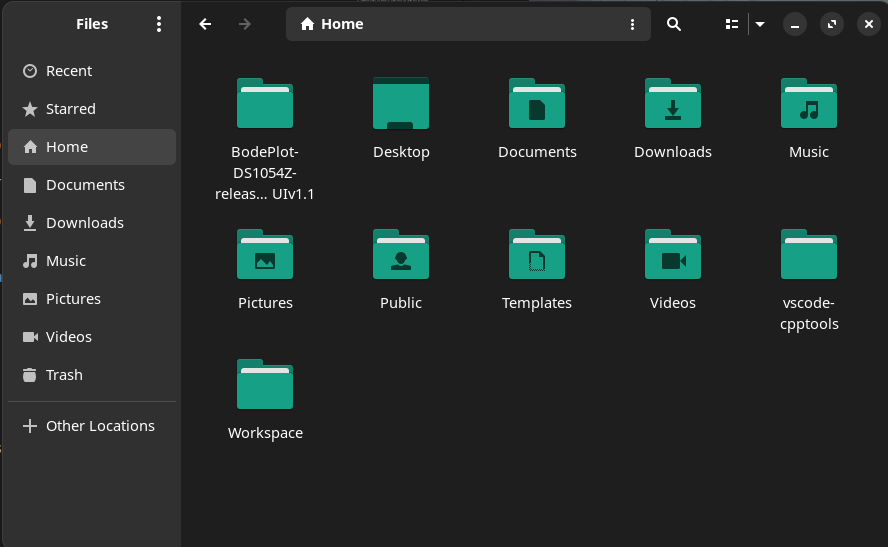 Files
Home
Recent
Starred
Home
Documents
Downloads
Music
Pictures
Videos
Trash
Other Locations
BodePlot-
DS1054Z-
releas... UIv1.1
Desktop
Documents
Downloads
Music
Pictures
Public
Templates
Videos
vscode-
cpptools
Workspace